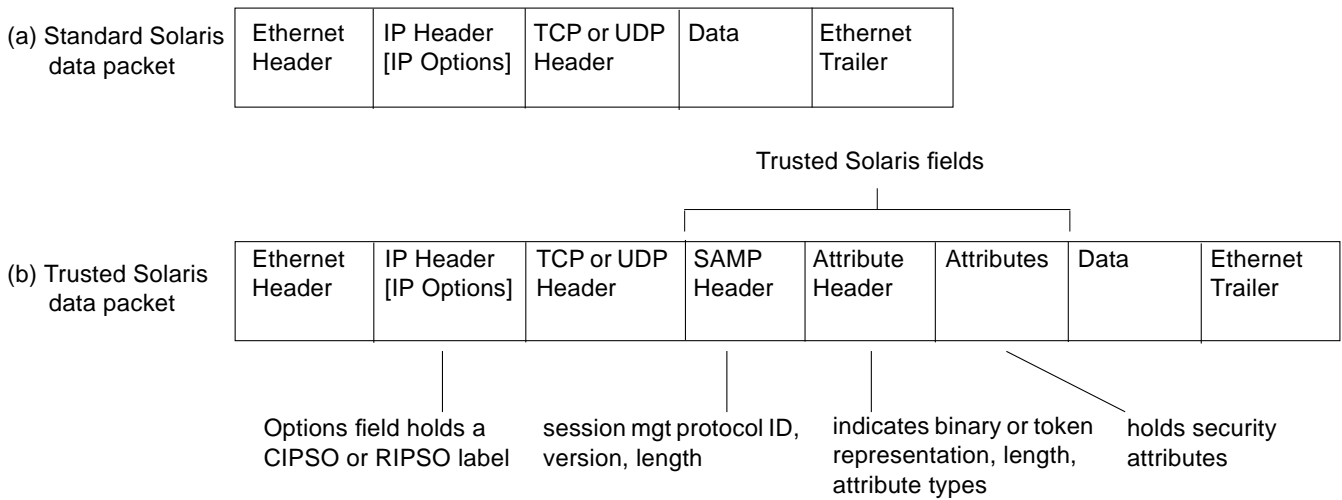 (a) Standard Solaris
data packet
Ethernet
Header
IP Header
[IP Options]
TCP or UDP
Header
Data
Ethernet
Trailer
Trusted Solaris fields
(b) Trusted Solaris
data packet
Ethernet
Header
IP Header
[IP Options]
TCP or UDP
Header
SAMP
Header
Attribute
Header
Attributes
Data
Ethernet
Trailer
Options field holds a
CIPSO or RIPSO label
session mgt protocol ID,
version, length
indicates binary or token
representation, length,
attribute types
holds security
attributes